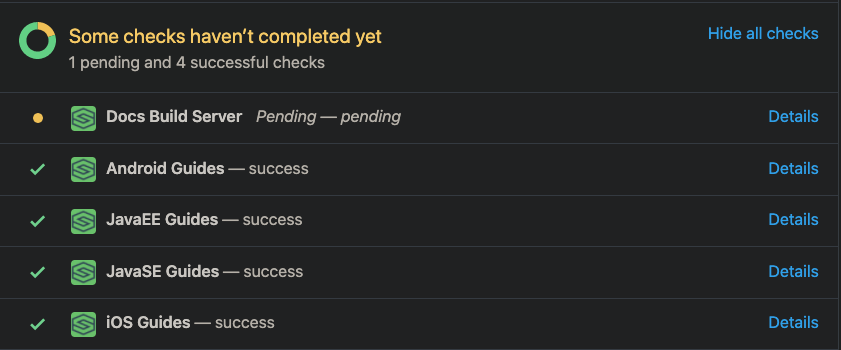 Some checks haven’t completed yet
Hide all checks
1 pending and 4 successful checks
Docs Build Server Pending — pending Details
Android Guides — success Details
JavaEE Guides — success Details
JavaSE Guides — success Details
iOS Guides — success Details